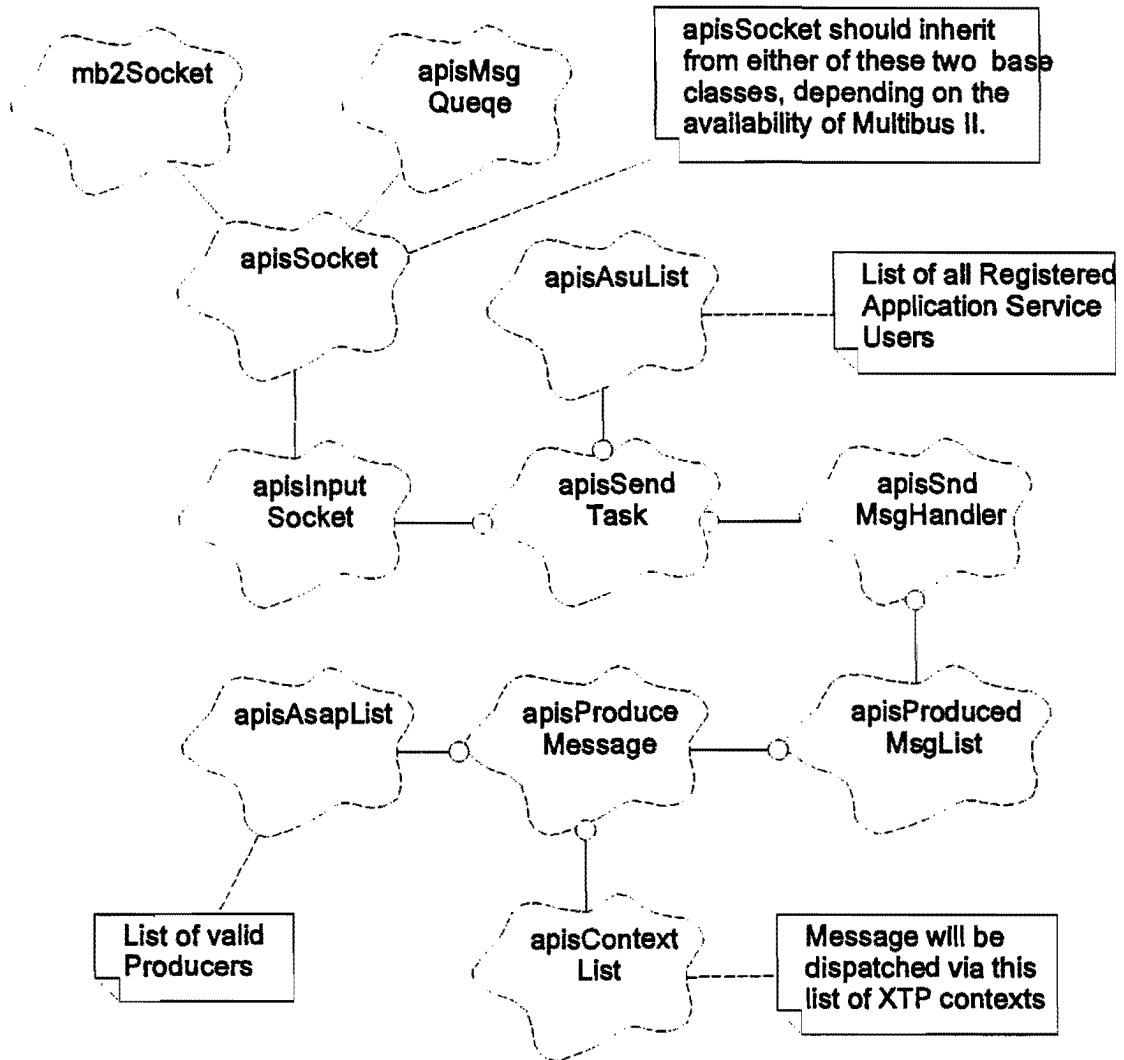 mb2Socket
apisMsg
Queqe
apisSocket should inherit
from either of these two base
classes, depending on the
availability of Multibus II.
apisSocket
apisAsuList
List of all Registered
Application Service
Users
apisInput
Socket
apisSend
Task
apisSnd
MsgHandler
apisAsapList
apisProduce
Message
apisProduced
MsgList
List of valid
Producers
apisContext
List
Message will be
dispatched via this
list of XTP contexts